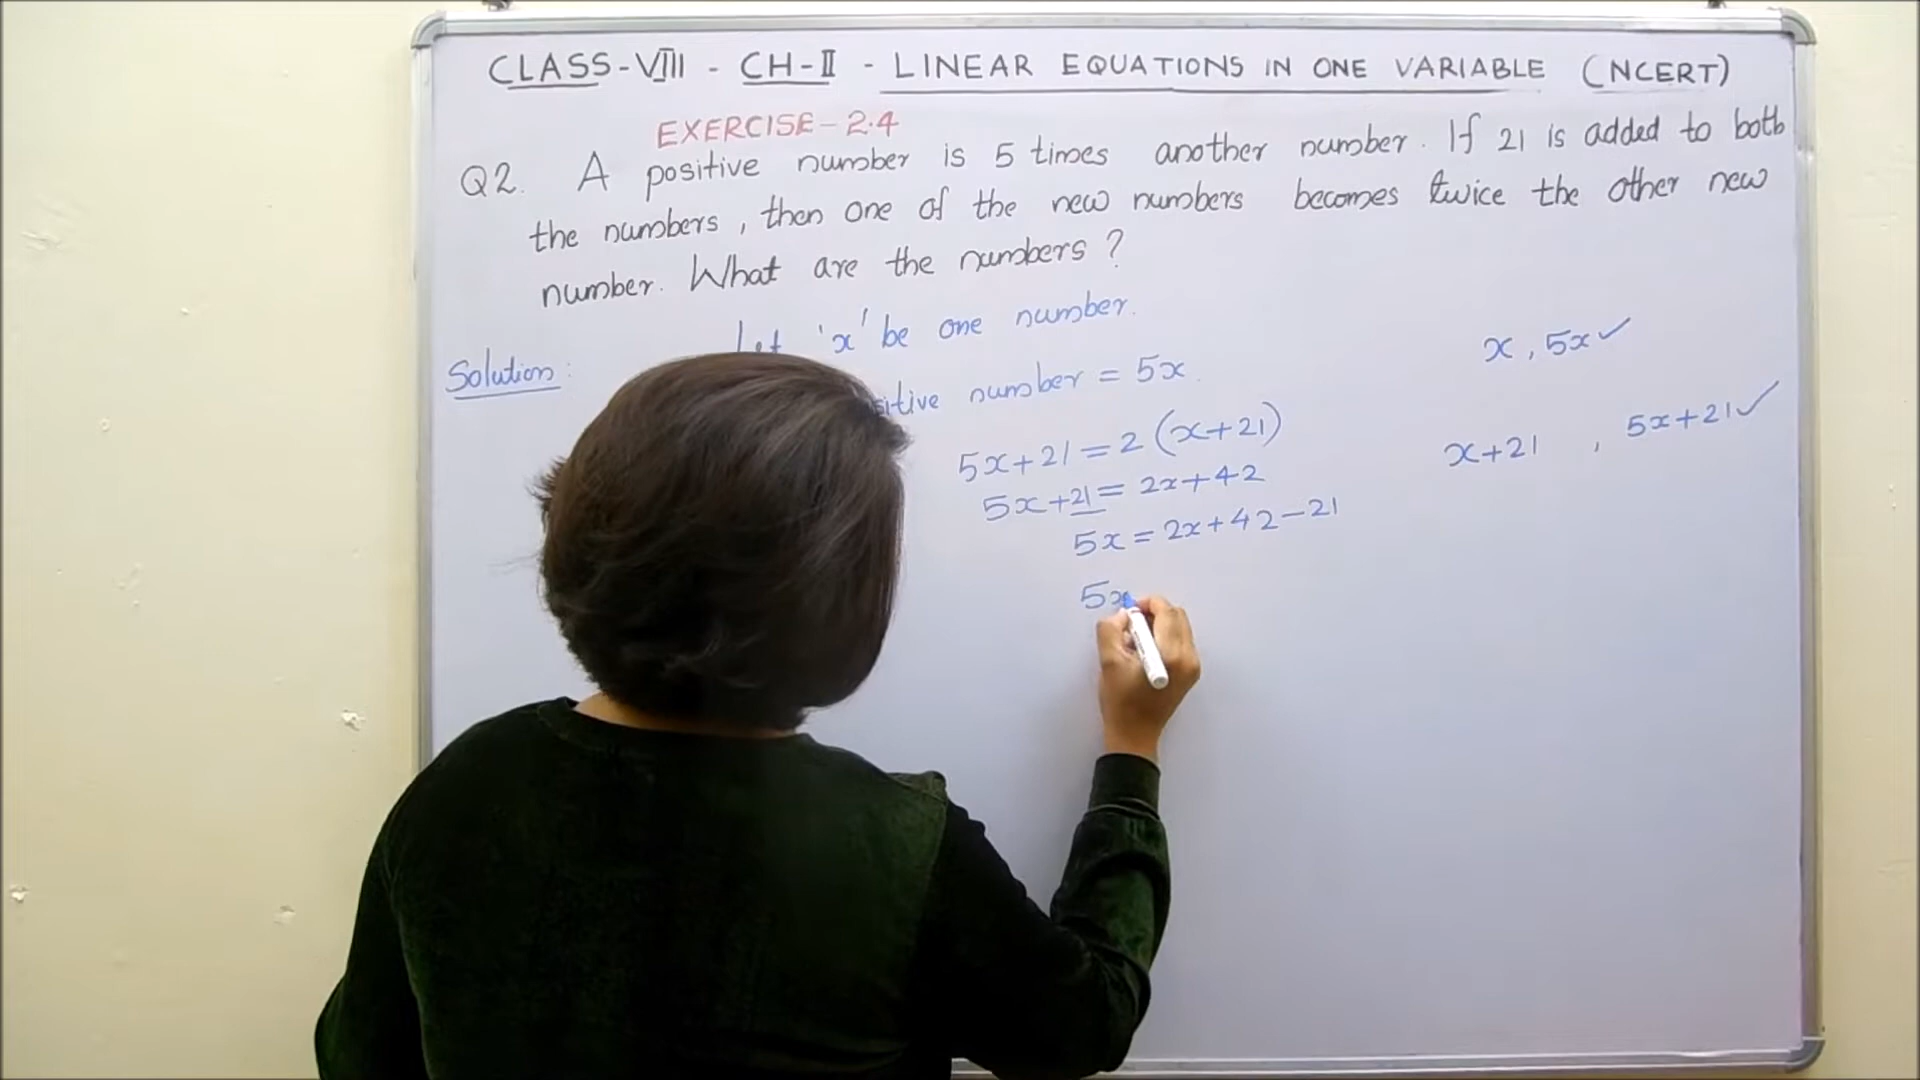 CLASS-VIII - CH-II - LINEAR EQUATIONS IN ONE VARIABLE (NCERT)
EXERCISE-2.4
Q2. A positive number is 5 times another number. If 21 is added to both
the numbers, then one of the new numbers becomes twice the other new
number. What are the numbers?
Solution: Let 'x' be one number.
number = 5x
x, 5x✓
5x+21=2(x+21)
x+21 , 5x+21✓
5x+21=2x+42
5x=2x+42-21
5x